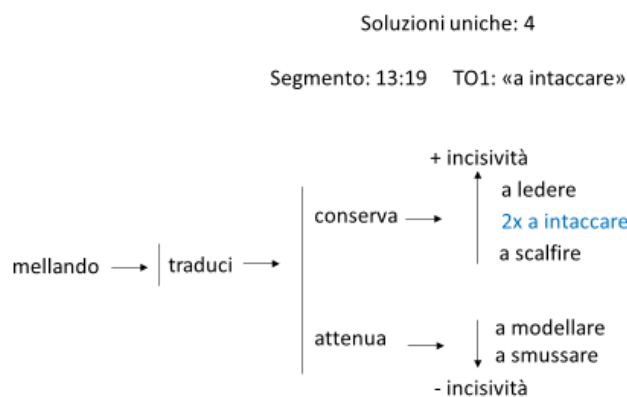 Soluzioni uniche: 4
Segmento: 13:19 TO1: «a intaccare»
+ incisività
a ledere
conserva
2x a intaccare
a scalfire
mellando
traduci
attenua
a modellare
a smussare
- incisività